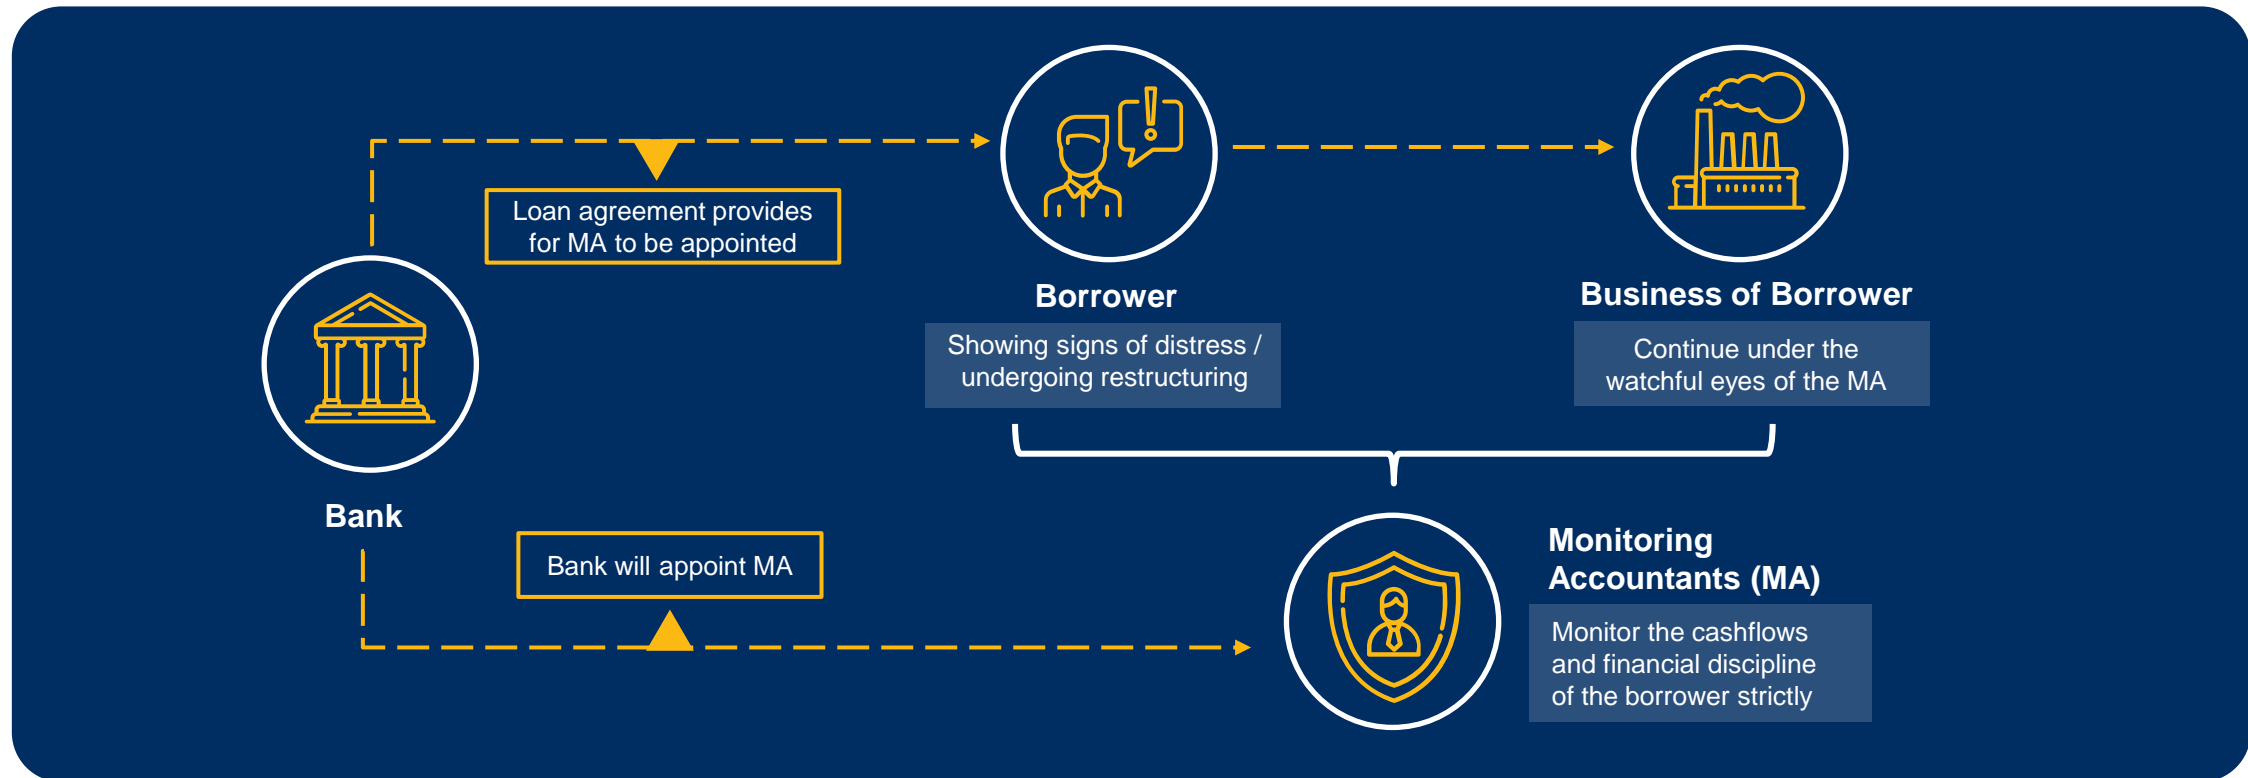 Loan agreement provides
for MA to be appointed
Borrower
Showing signs of distress /
undergoing restructuring
Business of Borrower
Continue under the
watchful eyes of the MA
Bank
Bank will appoint MA
Monitoring
Accountants (MA)
Monitor the cashflows
and financial discipline
of the borrower strictly